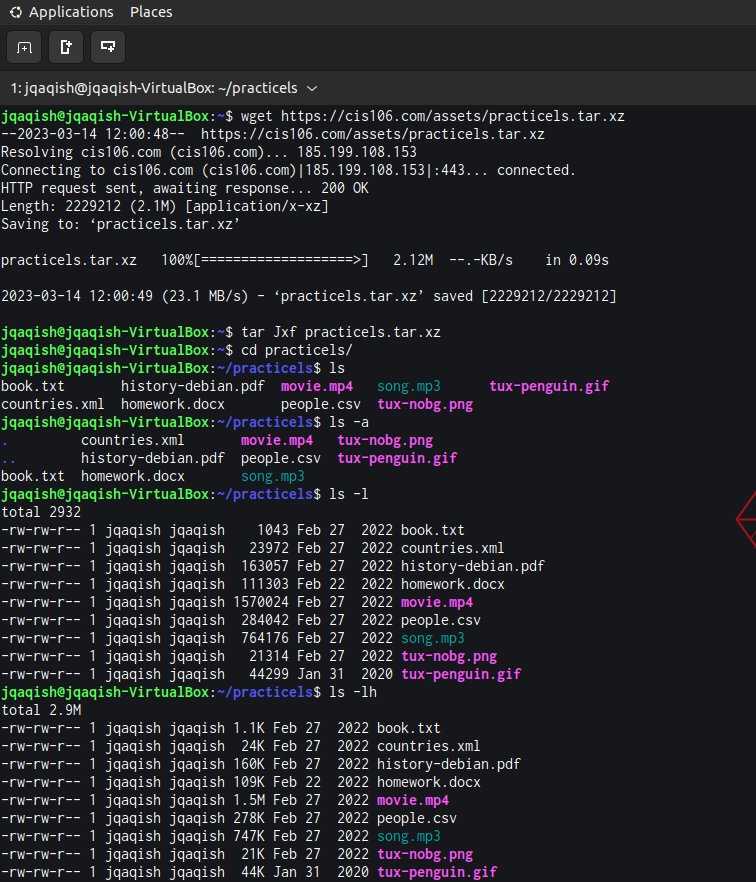 Applications Places
1: jqaqish@jqaqish-VirtualBox: ~/practicels
jqaqish@jqaqish-VirtualBox:~$ wget https://cis106.com/assets/practicels.tar.xz
--2023-03-14 12:00:48--  https://cis106.com/assets/practicels.tar.xz
Resolving cis106.com (cis106.com)... 185.199.108.153
Connecting to cis106.com (cis106.com)|185.199.108.153|:443... connected.
HTTP request sent, awaiting response... 200 OK
Length: 2229212 (2.1M) [application/x-xz]
Saving to: ‘practicels.tar.xz’
practicels.tar.xz   100%[===================>]   2.12M  --.-KB/s    in 0.09s
2023-03-14 12:00:49 (23.1 MB/s) - ‘practicels.tar.xz’ saved [2229212/2229212]
jqaqish@jqaqish-VirtualBox:~$ tar Jxf practicels.tar.xz
jqaqish@jqaqish-VirtualBox:~$ cd practicels/
jqaqish@jqaqish-VirtualBox:~/practicels$ ls
book.txt       history-debian.pdf  movie.mp4   song.mp3      tux-penguin.gif
countries.xml  homework.docx       people.csv  tux-nobg.png
jqaqish@jqaqish-VirtualBox:~/practicels$ ls -a
.         countries.xml       movie.mp4   tux-nobg.png
..        history-debian.pdf  people.csv  tux-penguin.gif
book.txt  homework.docx       song.mp3
jqaqish@jqaqish-VirtualBox:~/practicels$ ls -l
total 2932
-rw-rw-r-- 1 jqaqish jqaqish    1043 Feb 27  2022 book.txt
-rw-rw-r-- 1 jqaqish jqaqish   23972 Feb 27  2022 countries.xml
-rw-rw-r-- 1 jqaqish jqaqish  163057 Feb 27  2022 history-debian.pdf
-rw-rw-r-- 1 jqaqish jqaqish  111303 Feb 22  2022 homework.docx
-rw-rw-r-- 1 jqaqish jqaqish 1570024 Feb 27  2022 movie.mp4
-rw-rw-r-- 1 jqaqish jqaqish  284042 Feb 27  2022 people.csv
-rw-rw-r-- 1 jqaqish jqaqish  764176 Feb 27  2022 song.mp3
-rw-rw-r-- 1 jqaqish jqaqish   21314 Feb 27  2022 tux-nobg.png
-rw-rw-r-- 1 jqaqish jqaqish   44299 Jan 31  2020 tux-penguin.gif
jqaqish@jqaqish-VirtualBox:~/practicels$ ls -lh
total 2.9M
-rw-rw-r-- 1 jqaqish jqaqish 1.1K Feb 27  2022 book.txt
-rw-rw-r-- 1 jqaqish jqaqish  24K Feb 27  2022 countries.xml
-rw-rw-r-- 1 jqaqish jqaqish 160K Feb 27  2022 history-debian.pdf
-rw-rw-r-- 1 jqaqish jqaqish 109K Feb 22  2022 homework.docx
-rw-rw-r-- 1 jqaqish jqaqish 1.5M Feb 27  2022 movie.mp4
-rw-rw-r-- 1 jqaqish jqaqish 278K Feb 27  2022 people.csv
-rw-rw-r-- 1 jqaqish jqaqish 747K Feb 27  2022 song.mp3
-rw-rw-r-- 1 jqaqish jqaqish  21K Feb 27  2022 tux-nobg.png
-rw-rw-r-- 1 jqaqish jqaqish  44K Jan 31  2020 tux-penguin.gif